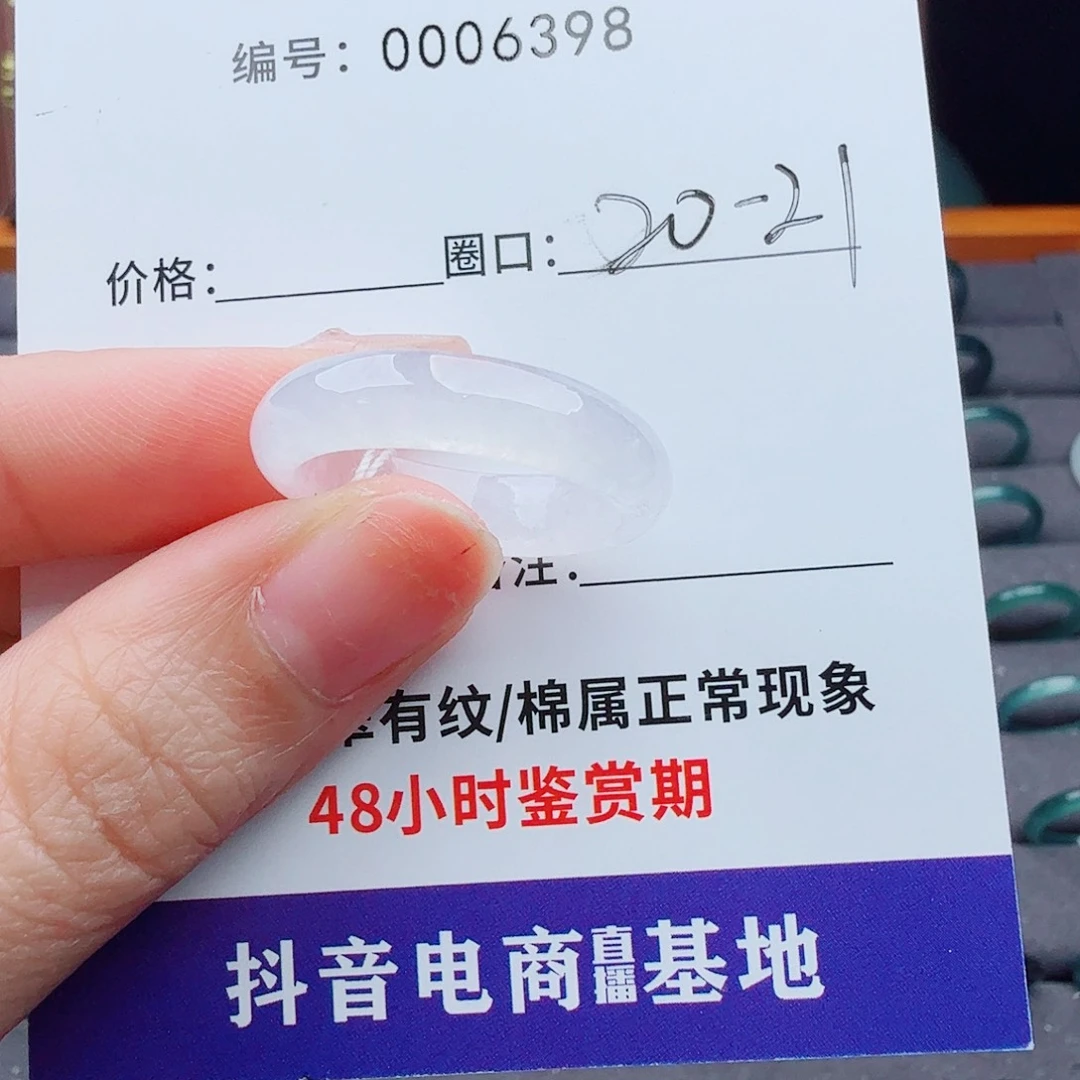 编号：0006398
价格：
圈口：20-21
注：
有纹/棉属正常现象
48小时鉴赏期
抖音电商直播基地